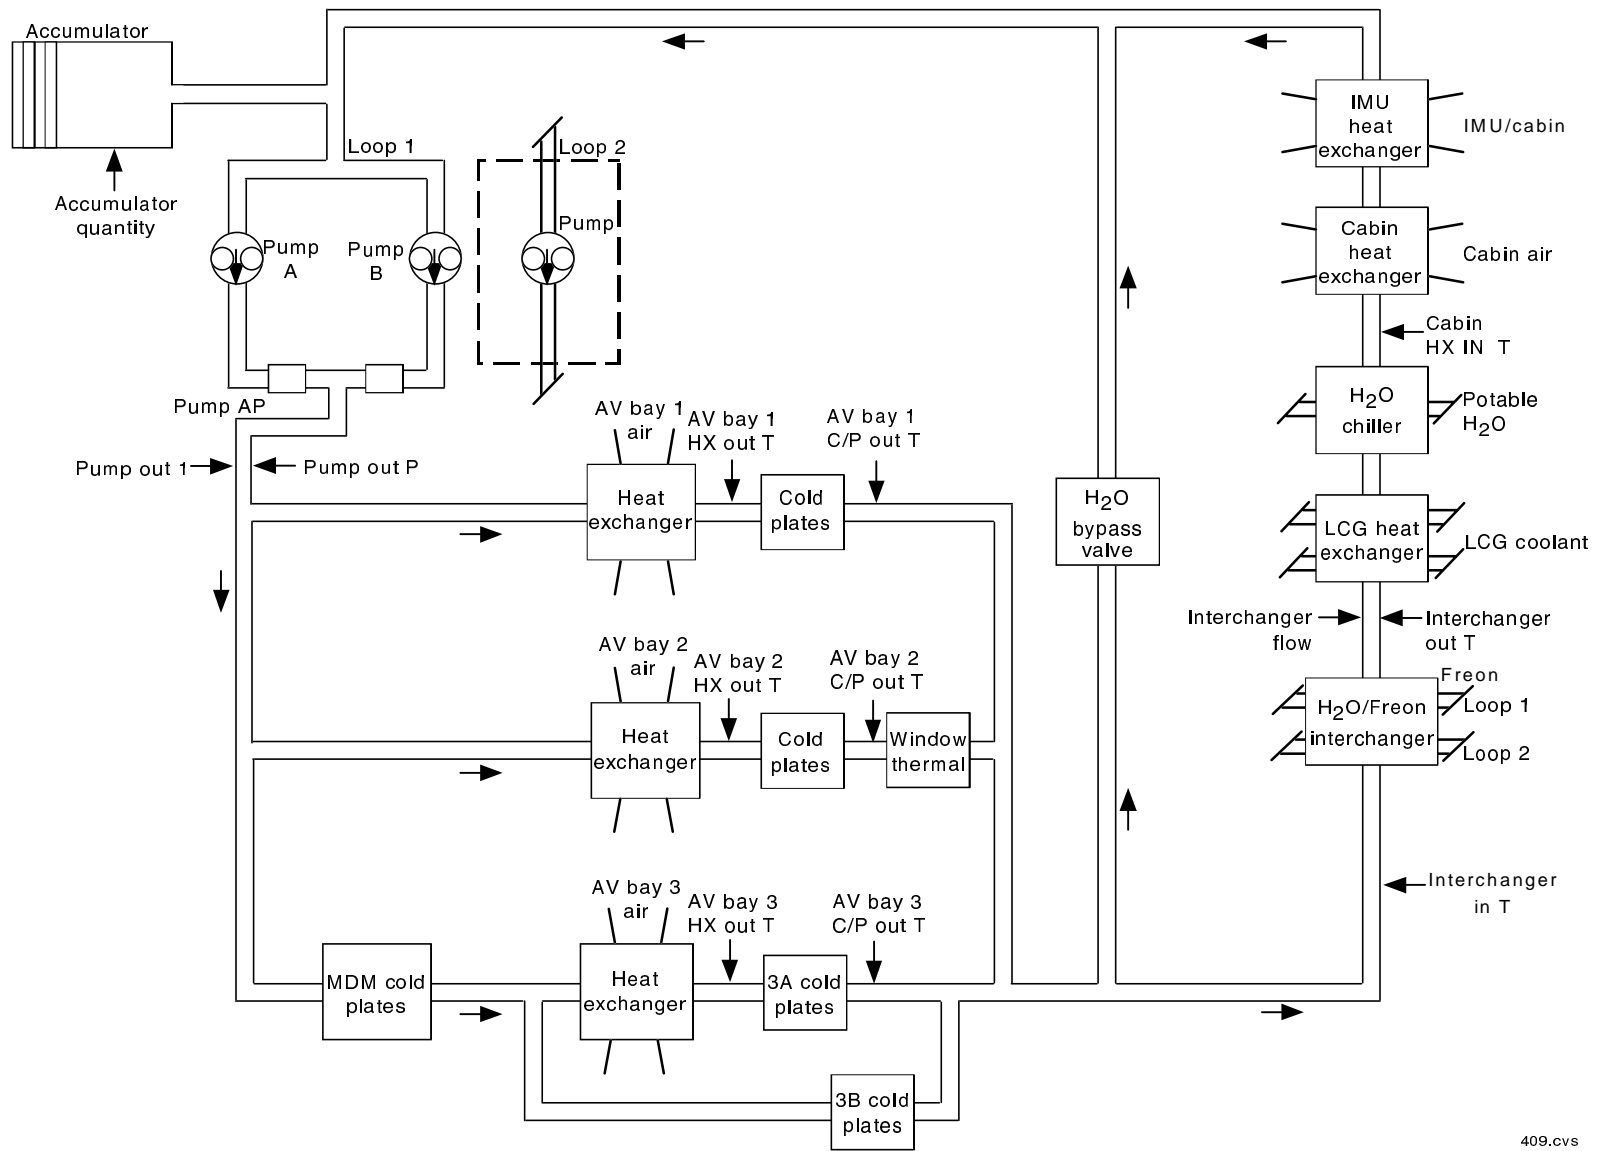 Accumulator
Accumulator
quantity
Loop 1
Loop 2
Pump
A
Pump
B
Pump
Pump AP
Pump out 1
Pump out P
AV bay 1
air
AV bay 1
HX out T
AV bay 1
C/P out T
Heat
exchanger
Cold
plates
AV bay 2
air
AV bay 2
HX out T
AV bay 2
C/P out T
Heat
exchanger
Cold
plates
Window
thermal
AV bay 3
air
AV bay 3
HX out T
AV bay 3
C/P out T
MDM cold
plates
Heat
exchanger
3A cold
plates
3B cold
plates
H2O
bypass
valve
IMU
heat
exchanger
IMU/cabin
Cabin
heat
exchanger
Cabin air
Cabin
HX IN T
H2O
chiller
Potable
H2O
LCG heat
exchanger
LCG coolant
Interchanger
flow
Interchanger
out T
Freon
H2O/Freon
interchanger
Loop 1
Loop 2
Interchanger
in T
409.cvs